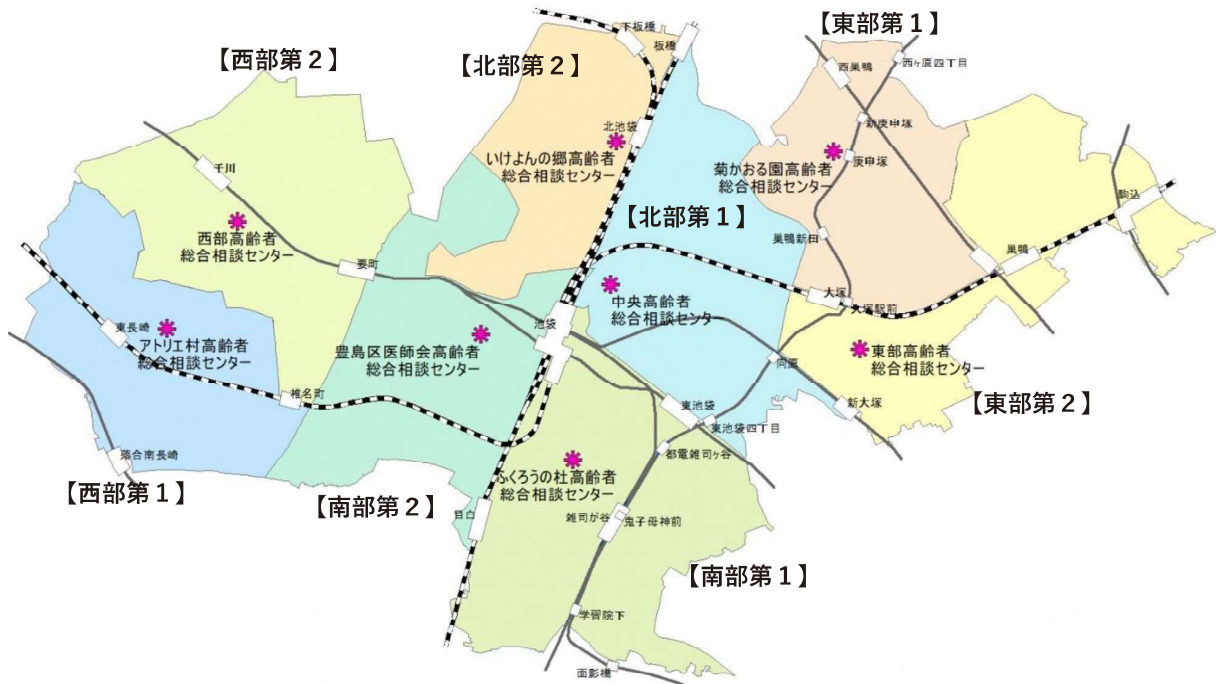 【東部第１】
下板橋
板橋
【西部第２】
【北部第２】
西巣鴨
西ヶ原四丁目
北池袋
新庚申塚
いけよんの郷高齢者
総合相談センター
菊かおる園高齢者
総合相談センター
庚申塚
千川
駒込
【北部第１】
西部高齢者
総合相談センター
巣鴨新田
巣鴨
要町
中央高齢者
総合相談センタ
大塚
大塚駅前
東長崎
アトリエ村高齢者
総合相談センター
池袋
豊島区医師会高齢者
総合相談センター
向原
東部高齢者
総合相談センター
椎名町
東池袋
新大塚
【東部第２】
東池袋四丁目
落合南長崎
都電雑司ヶ谷
【西部第１】
ふくろうの杜高齢者
総合相談センター
【南部第２】
目白
雑司が谷
鬼子母神前
【南部第１】
学習院下
面影橋